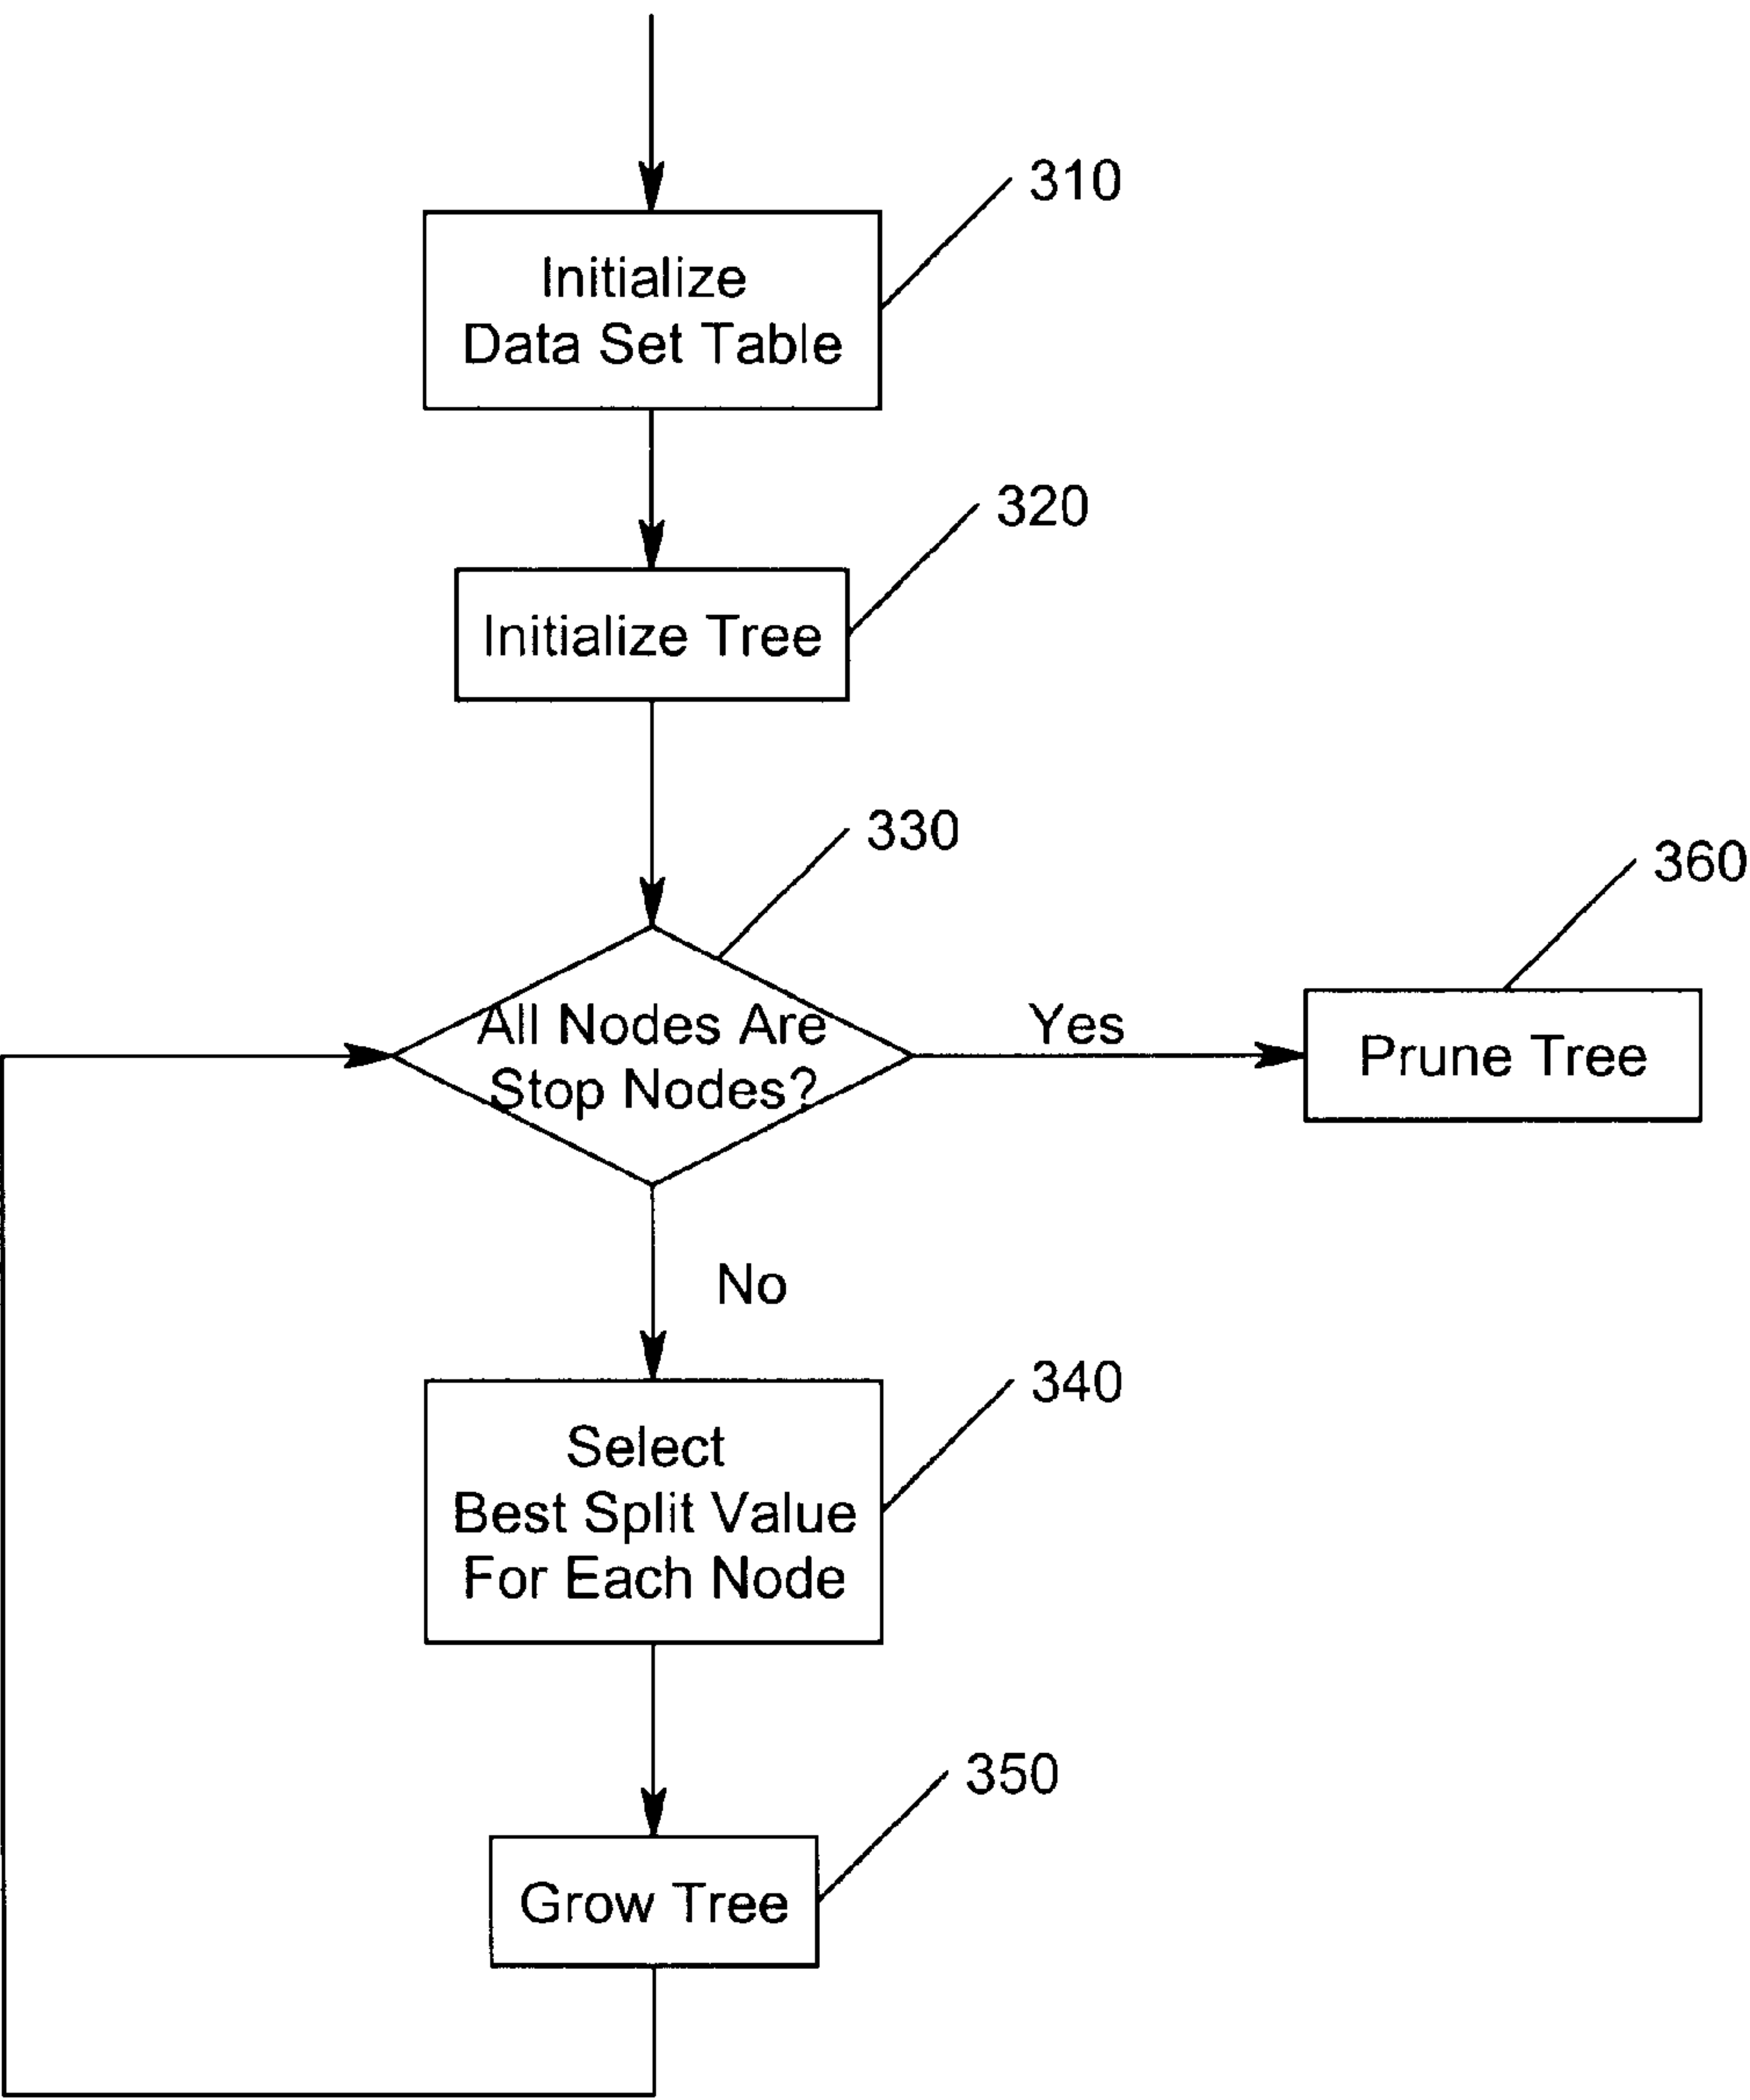 310
Initialize
Data Set Table
320
Initialize Tree
330
360
All Nodes Are
Stop Nodes?
Yes
Prune Tree
No
340
Select
Best Split Value
For Each Node
350
Grow Tree